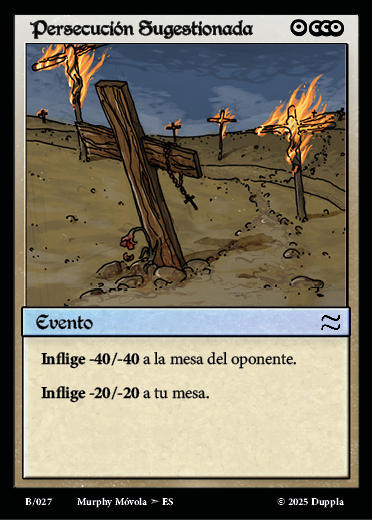 Persecución Sugestionada
Evento
Inflige -40/-40 a la mesa del oponente.
Inflige -20/-20 a tu mesa.
B/027 Murphy Móvola ➣ ES © 2025 Duppla